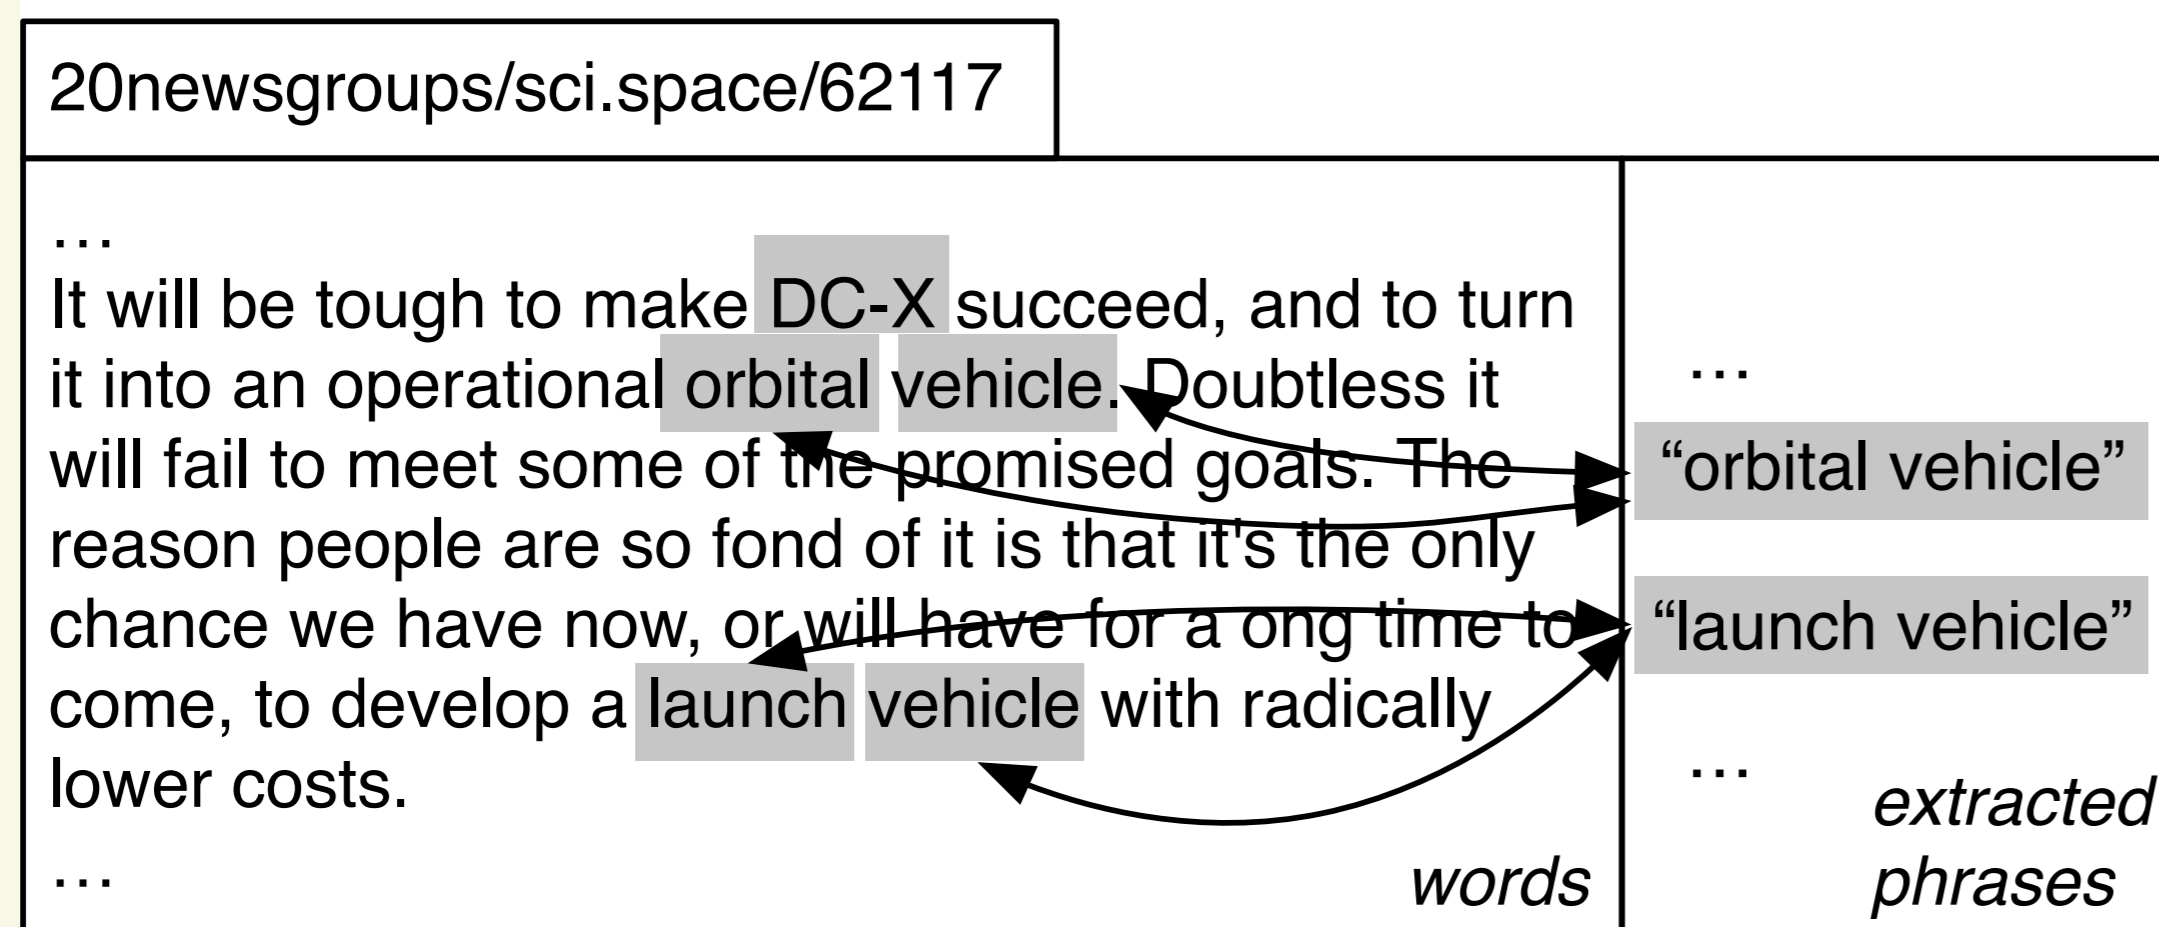 20newsgroups/sci.space/62117
…
It will be tough to make DC-X succeed, and to turn
it into an operational orbital vehicle. Doubtless it
will fail to meet some of the promised goals. The
reason people are so fond of it is that it's the only
chance we have now, or will have for a ong time to
come, to develop a launch vehicle with radically
lower costs.
…
words
…
“orbital vehicle”
“launch vehicle”
…
extracted
phrases